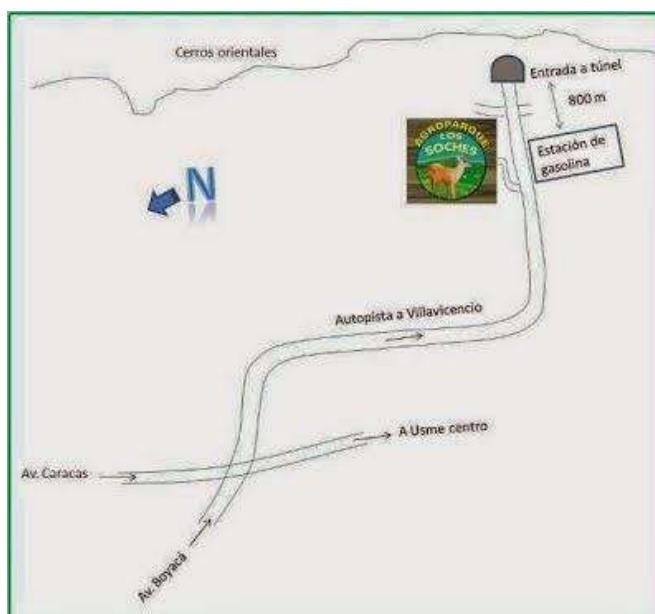 Cerros orientales
Entrada a túnel
800 m
AGROPARQUE
LOS
SOCHES
Estación de
gasolina
N
Autopista a Villavicencio
A Usme centro
Av. Caracas
Av. Boyacá